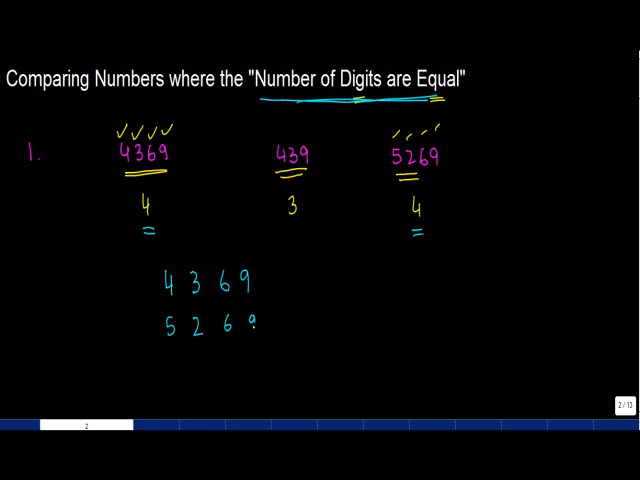 Comparing Numbers where the "Number of Digits are Equal"
1. 4369 439 5269
4 3 4
= =
4 3 6 9
5 2 6 9
2 / 13
2